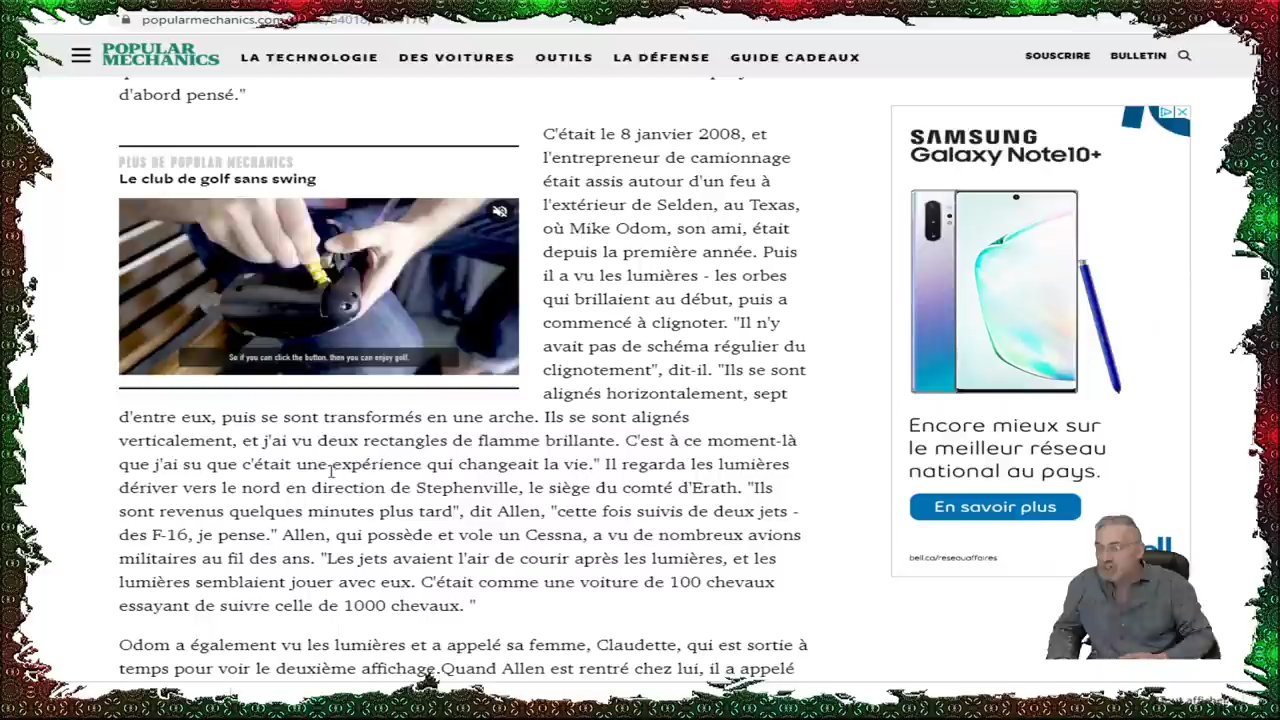 popularmechanics.com
POPULAR
MECHANICS
LA TECHNOLOGIE
DES VOITURES
OUTILS
LA DÉFENSE
GUIDE CADEAUX
SOUSCRIRE
BULLETIN
d'abord pensé."
PLUS DE POPULAR MECHANICS
Le club de golf sans swing
So if you can click the button, then you can enjoy golf.
C'était le 8 janvier 2008, et
l'entrepreneur de camionnage
était assis autour d'un feu à
l'extérieur de Selden, au Texas,
où Mike Odom, son ami, était
depuis la première année. Puis
il a vu les lumières - les orbes
qui brillaient au début, puis a
commencé à clignoter. "Il n'y
avait pas de schéma régulier du
clignotement", dit-il. "Ils se sont
alignés horizontalement, sept
d'entre eux, puis se sont transformés en une arche. Ils se sont alignés
verticalement, et j'ai vu deux rectangles de flamme brillante. C'est à ce moment-là
que j'ai su que c'était une expérience qui changeait la vie." Il regarda les lumières
dériver vers le nord en direction de Stephenville, le siège du comté d'Erath. "Ils
sont revenus quelques minutes plus tard", dit Allen, "cette fois suivis de deux jets -
des F-16, je pense." Allen, qui possède et vole un Cessna, a vu de nombreux avions
militaires au fil des ans. "Les jets avaient l'air de courir après les lumières, et les
lumières semblaient jouer avec eux. C'était comme une voiture de 100 chevaux
essayant de suivre celle de 1000 chevaux. "
Odom a également vu les lumières et a appelé sa femme, Claudette, qui est sortie à
temps pour voir le deuxième affichage.Quand Allen est rentré chez lui, il a appelé
SAMSUNG
Galaxy Note10+
Encore mieux sur
le meilleur réseau
national au pays.
En savoir plus
bell.ca/reseauaffaires